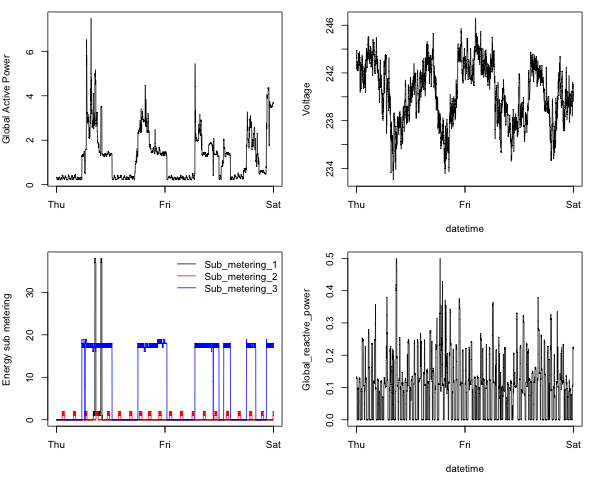 Global Active Power
6
4
2
0
Thu Fri Sat
Voltage
246
242
238
234
Thu Fri Sat
datetime
Energy sub metering
30
20
10
0
Sub_metering_1
Sub_metering_2
Sub_metering_3
Thu Fri Sat
Global_reactive_power
0.5
0.4
0.3
0.2
0.1
0.0
Thu Fri Sat
datetime